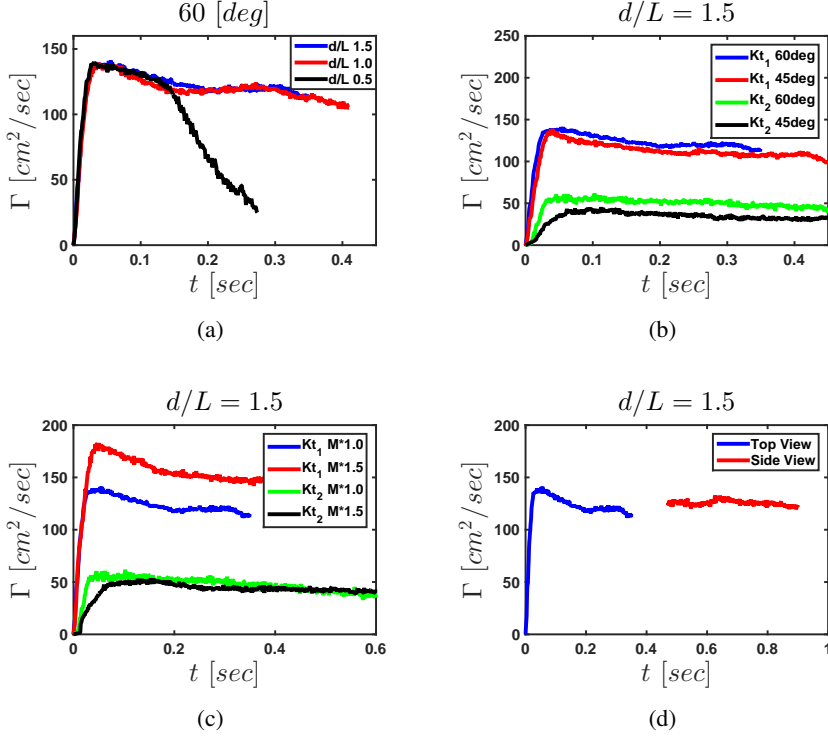 60 [deg]
Γ [cm²/sec]
150
100
50
0
d/L 1.5
d/L 1.0
d/L 0.5
0 0.1 0.2 0.3 0.4
t [sec]
(a)
d/L = 1.5
Γ [cm²/sec]
250
200
150
100
50
0
Kt₁ 60deg
Kt₁ 45deg
Kt₂ 60deg
Kt₂ 45deg
0 0.1 0.2 0.3 0.4
t [sec]
(b)
d/L = 1.5
Γ [cm²/sec]
200
150
100
50
0
Kt₁ M*1.0
Kt₁ M*1.5
Kt₂ M*1.0
Kt₂ M*1.5
0 0.2 0.4 0.6
t [sec]
(c)
d/L = 1.5
Γ [cm²/sec]
200
150
100
50
0
Top View
Side View
0 0.2 0.4 0.6 0.8 1
t [sec]
(d)